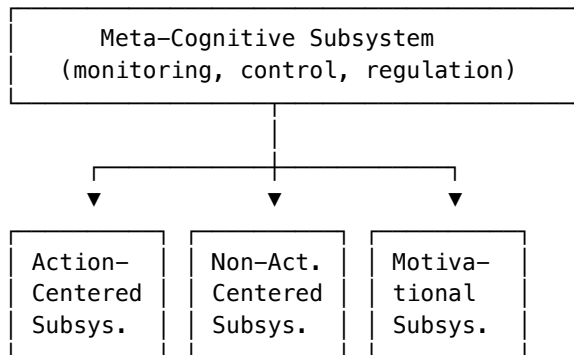 Meta-Cognitive Subsystem
(monitoring, control, regulation)
Action- Non-Act. Motiva-
Centered Centered tional
Subsys. Subsys. Subsys.